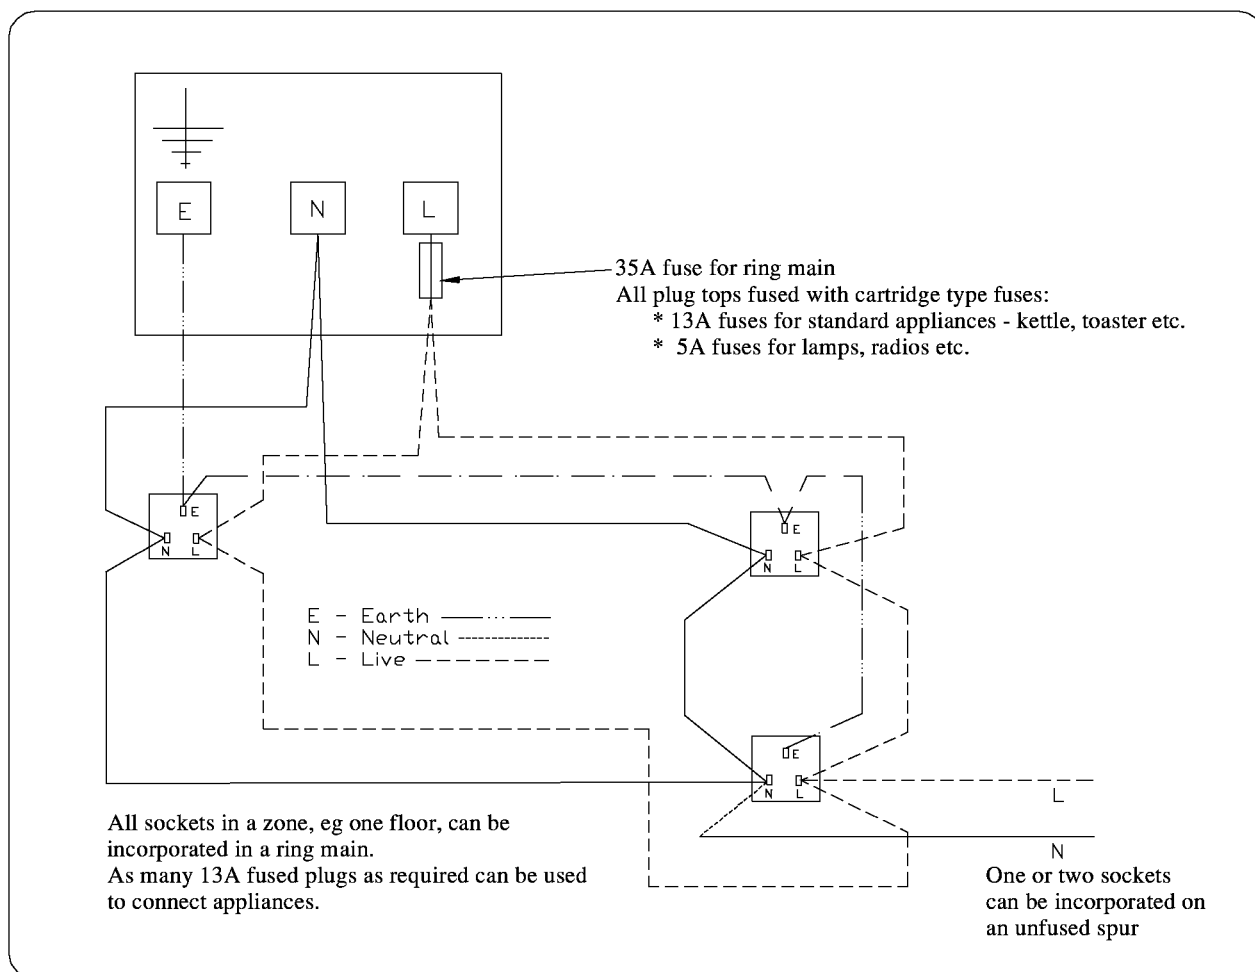 E
N
L
35A fuse for ring main
All plug tops fused with cartridge type fuses:
* 13A fuses for standard appliances - kettle, toaster etc.
* 5A fuses for lamps, radios etc.
E
N L
E
N L
E - Earth
N - Neutral
L - Live
E
N L
L
N
All sockets in a zone, eg one floor, can be
incorporated in a ring main.
As many 13A fused plugs as required can be used
to connect appliances.
One or two sockets
can be incorporated on
an unfused spur